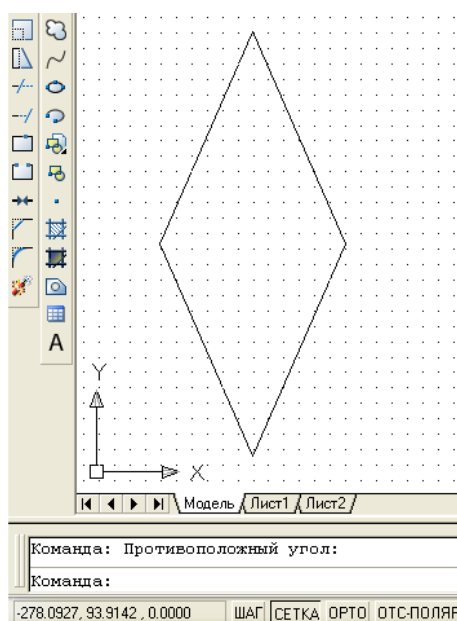 A
Y
X
Модель Лист1 Лист2
Команда: Противоположный угол:
Команда:
-278.0927, 93.9142 , 0.0000 ШАГ СЕТКА ОРТО ОТС-ПОЛЯР